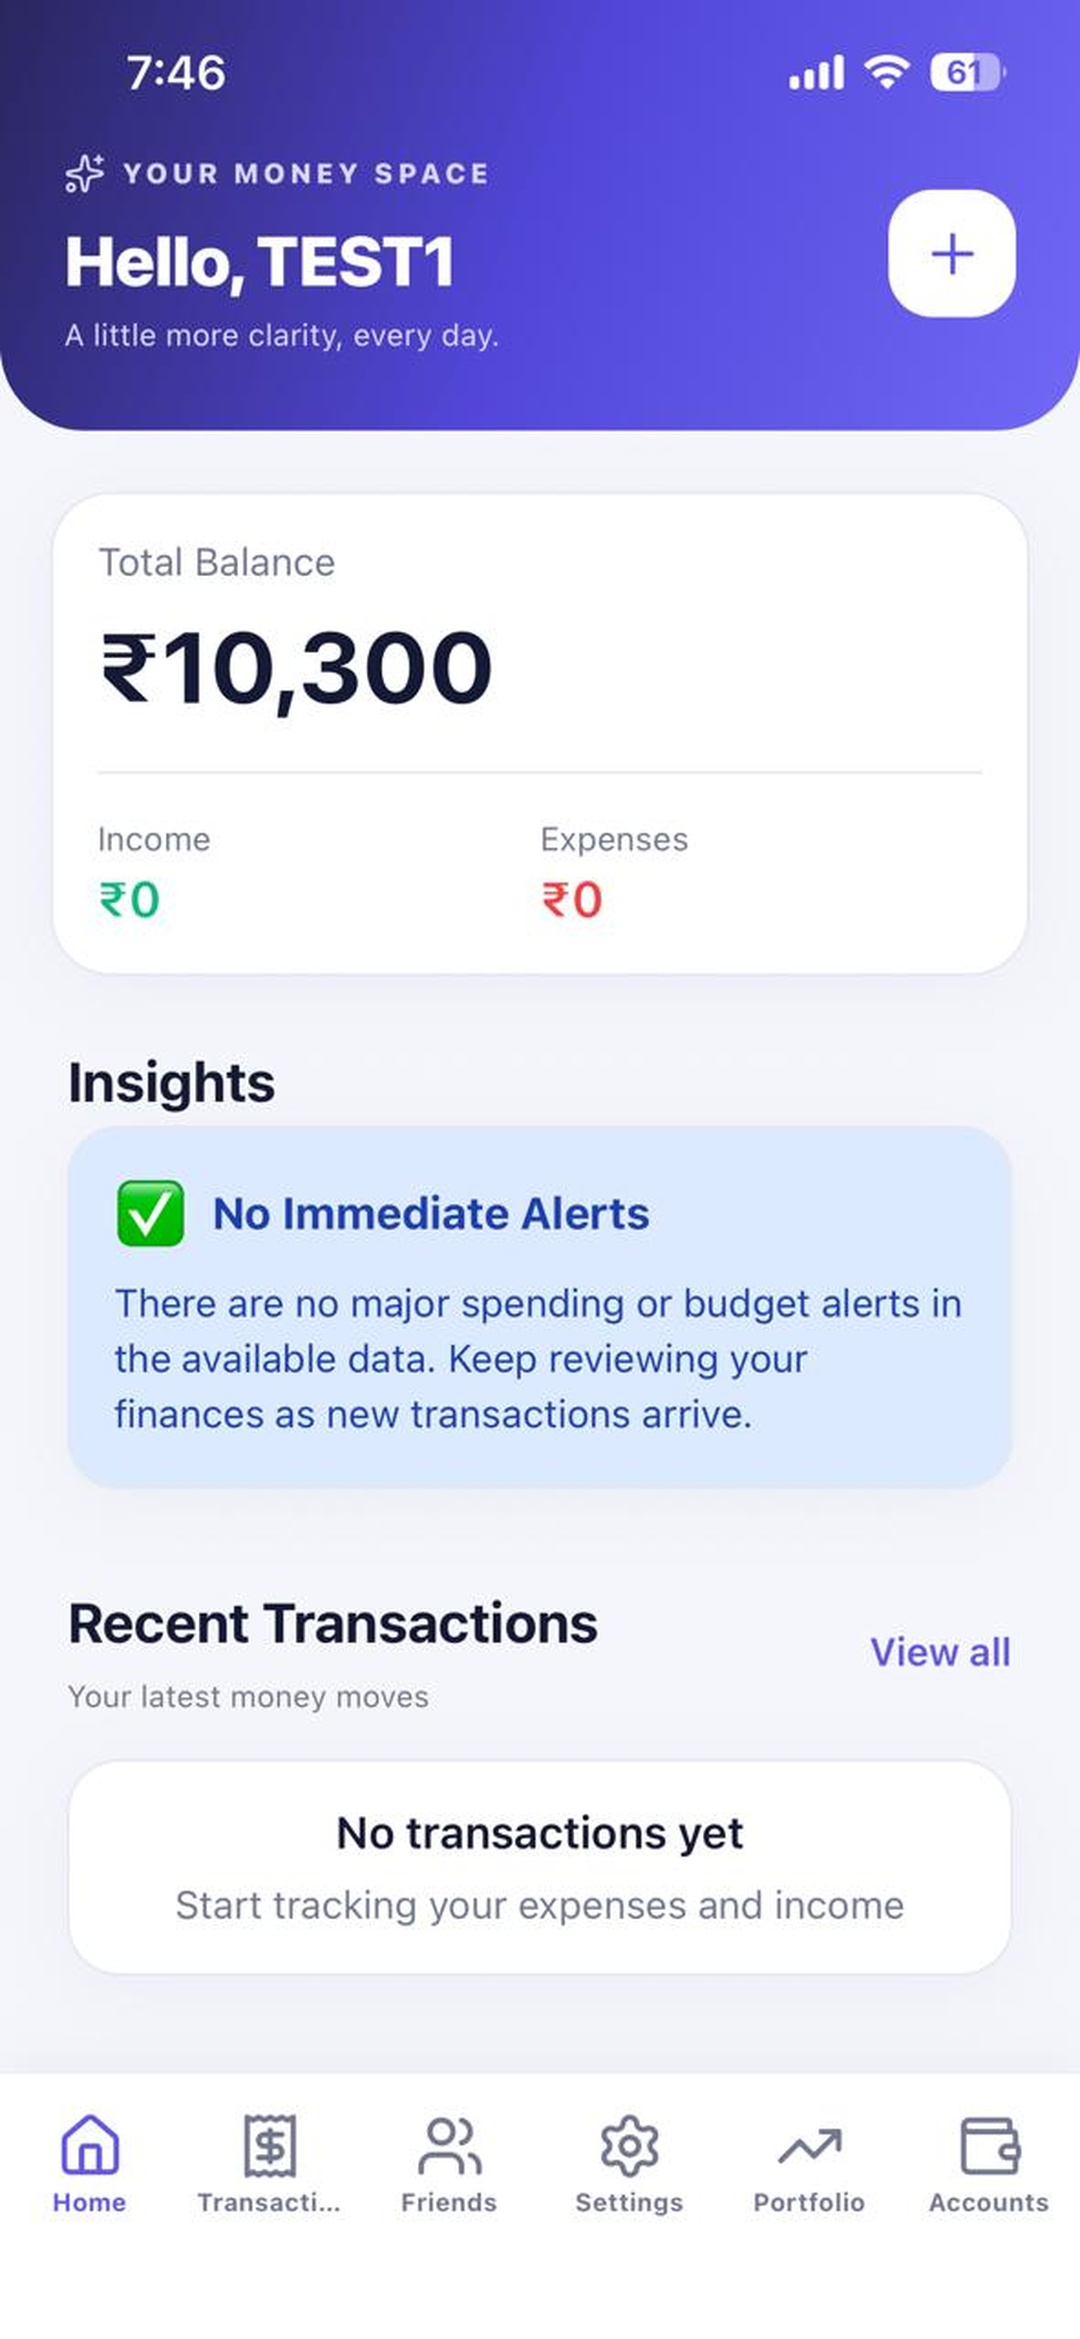 7:46
61
YOUR MONEY SPACE
Hello, TEST1
A little more clarity, every day.
Total Balance
₹10,300
Income
Expenses
₹0
₹0
Insights
No Immediate Alerts
There are no major spending or budget alerts in
the available data. Keep reviewing your
finances as new transactions arrive.
Recent Transactions
View all
Your latest money moves
No transactions yet
Start tracking your expenses and income
Home
Transacti...
Friends
Settings
Portfolio
Accounts